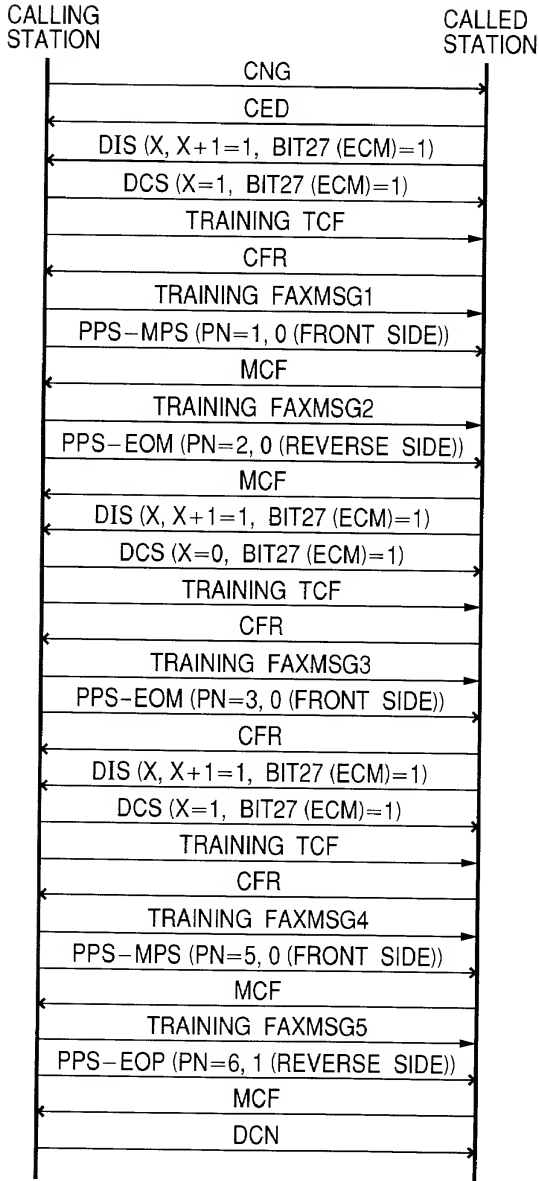 CALLING STATION
CALLED STATION
CNG
CED
DIS (X, X+1=1, BIT27 (ECM)=1)
DCS (X=1, BIT27 (ECM)=1)
TRAINING TCF
CFR
TRAINING FAXMSG1
PPS-MPS (PN=1, 0 (FRONT SIDE))
MCF
TRAINING FAXMSG2
PPS-EOM (PN=2, 0 (REVERSE SIDE))
MCF
DIS (X, X+1=1, BIT27 (ECM)=1)
DCS (X=0, BIT27 (ECM)=1)
TRAINING TCF
CFR
TRAINING FAXMSG3
PPS-EOM (PN=3, 0 (FRONT SIDE))
CFR
DIS (X, X+1=1, BIT27 (ECM)=1)
DCS (X=1, BIT27 (ECM)=1)
TRAINING TCF
CFR
TRAINING FAXMSG4
PPS-MPS (PN=5, 0 (FRONT SIDE))
MCF
TRAINING FAXMSG5
PPS-EOP (PN=6, 1 (REVERSE SIDE))
MCF
DCN